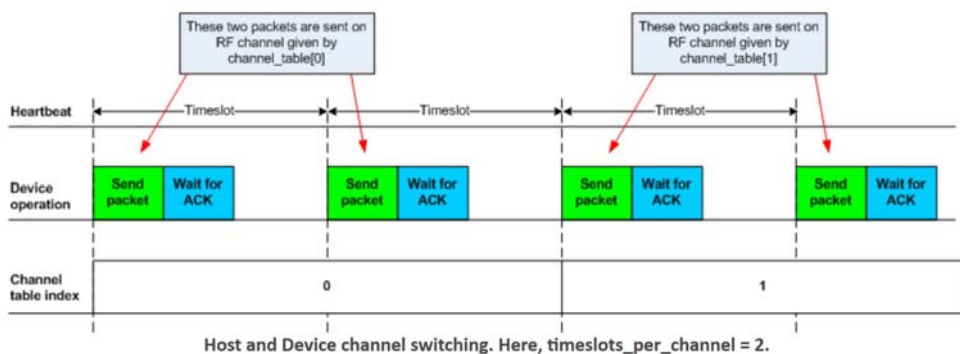 These two packets are sent on
RF channel given by
channel_table[0]
These two packets are sent on
RF channel given by
channel_table[1]
Heartbeat
Timeslot
Timeslot
Timeslot
Device
operation
Send
packet
Wait for
ACK
Send
packet
Wait for
ACK
Send
packet
Wait for
ACK
Send
packet
Wait for
ACK
Channel
table index
0
1
Host and Device channel switching. Here, timeslots_per_channel = 2.